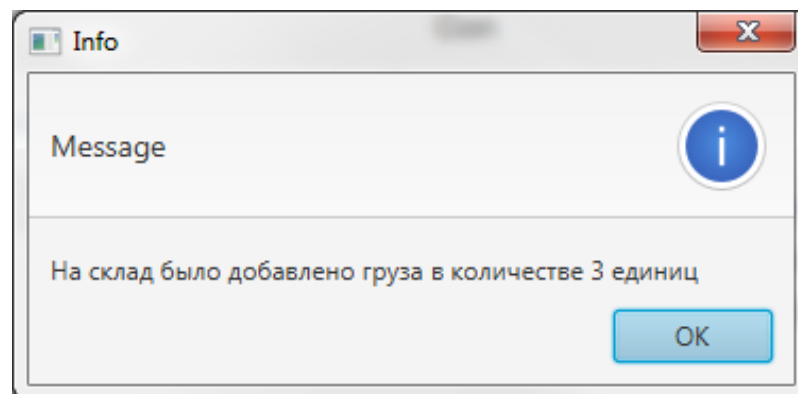 Info
Message
На склад было добавлено груза в количестве 3 единиц
OK